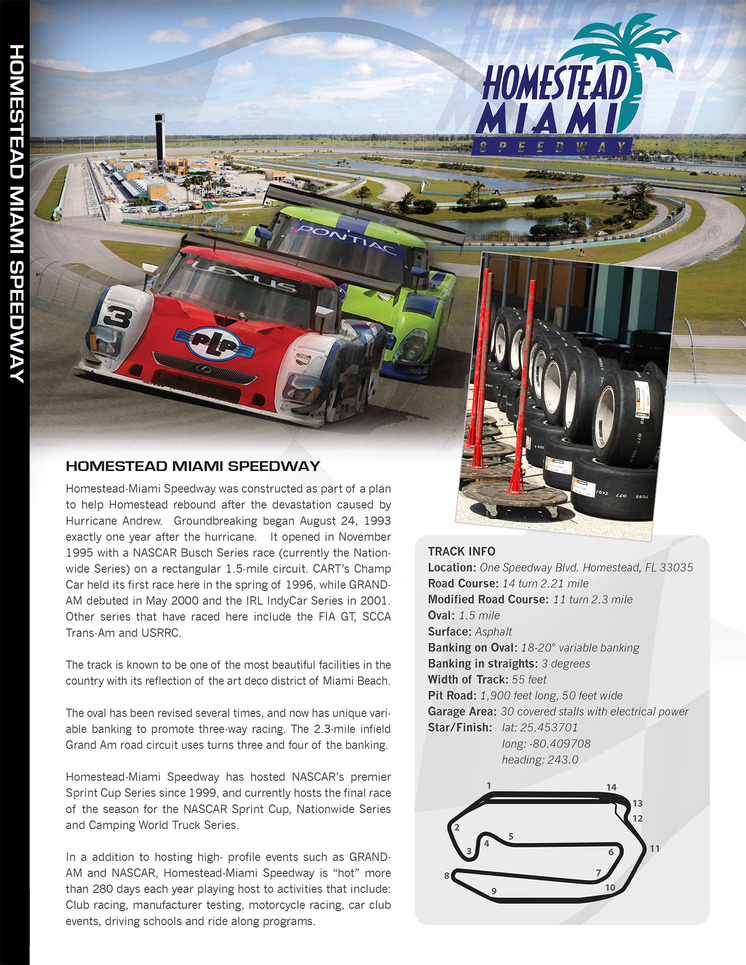 HOMESTEAD MIAMI SPEEDWAY
HOMESTEAD
MIAMI
SPEEDWAY
PONTIAC
LEXUS
3
PLP
HOMESTEAD MIAMI SPEEDWAY
Homestead-Miami Speedway was constructed as part of a plan
to help Homestead rebound after the devastation caused by
Hurricane Andrew. Groundbreaking began August 24, 1993
exactly one year after the hurricane. It opened in November
1995 with a NASCAR Busch Series race (currently the Nation-
wide Series) on a rectangular 1.5-mile circuit. CART's Champ
Car held its first race here in the spring of 1996, while GRAND-
AM debuted in May 2000 and the IRL IndyCar Series in 2001.
Other series that have raced here include the FIA GT, SCCA
Trans-Am and USRRC.
The track is known to be one of the most beautiful facilities in the
country with its reflection of the art deco district of Miami Beach.
The oval has been revised several times, and now has unique vari-
able banking to promote three-way racing. The 2.3-mile infield
Grand Am road circuit uses turns three and four of the banking.
Homestead-Miami Speedway has hosted NASCAR's premier
Sprint Cup Series since 1999, and currently hosts the final race
of the season for the NASCAR Sprint Cup, Nationwide Series
and Camping World Truck Series.
In a addition to hosting high- profile events such as GRAND-
AM and NASCAR, Homestead-Miami Speedway is “hot” more
than 280 days each year playing host to activities that include:
Club racing, manufacturer testing, motorcycle racing, car club
events, driving schools and ride along programs.
TRACK INFO
Location: One Speedway Blvd. Homestead, FL 33035
Road Course: 14 turn 2.21 mile
Modified Road Course: 11 turn 2.3 mile
Oval: 1.5 mile
Surface: Asphalt
Banking on Oval: 18-20° variable banking
Banking in straights: 3 degrees
Width of Track: 55 feet
Pit Road: 1,900 feet long, 50 feet wide
Garage Area: 30 covered stalls with electrical power
Star/Finish: lat: 25.453701
long: -80.409708
heading: 243.0
1
14
13
12
2
5
4
3
6
11
8
7
9
10